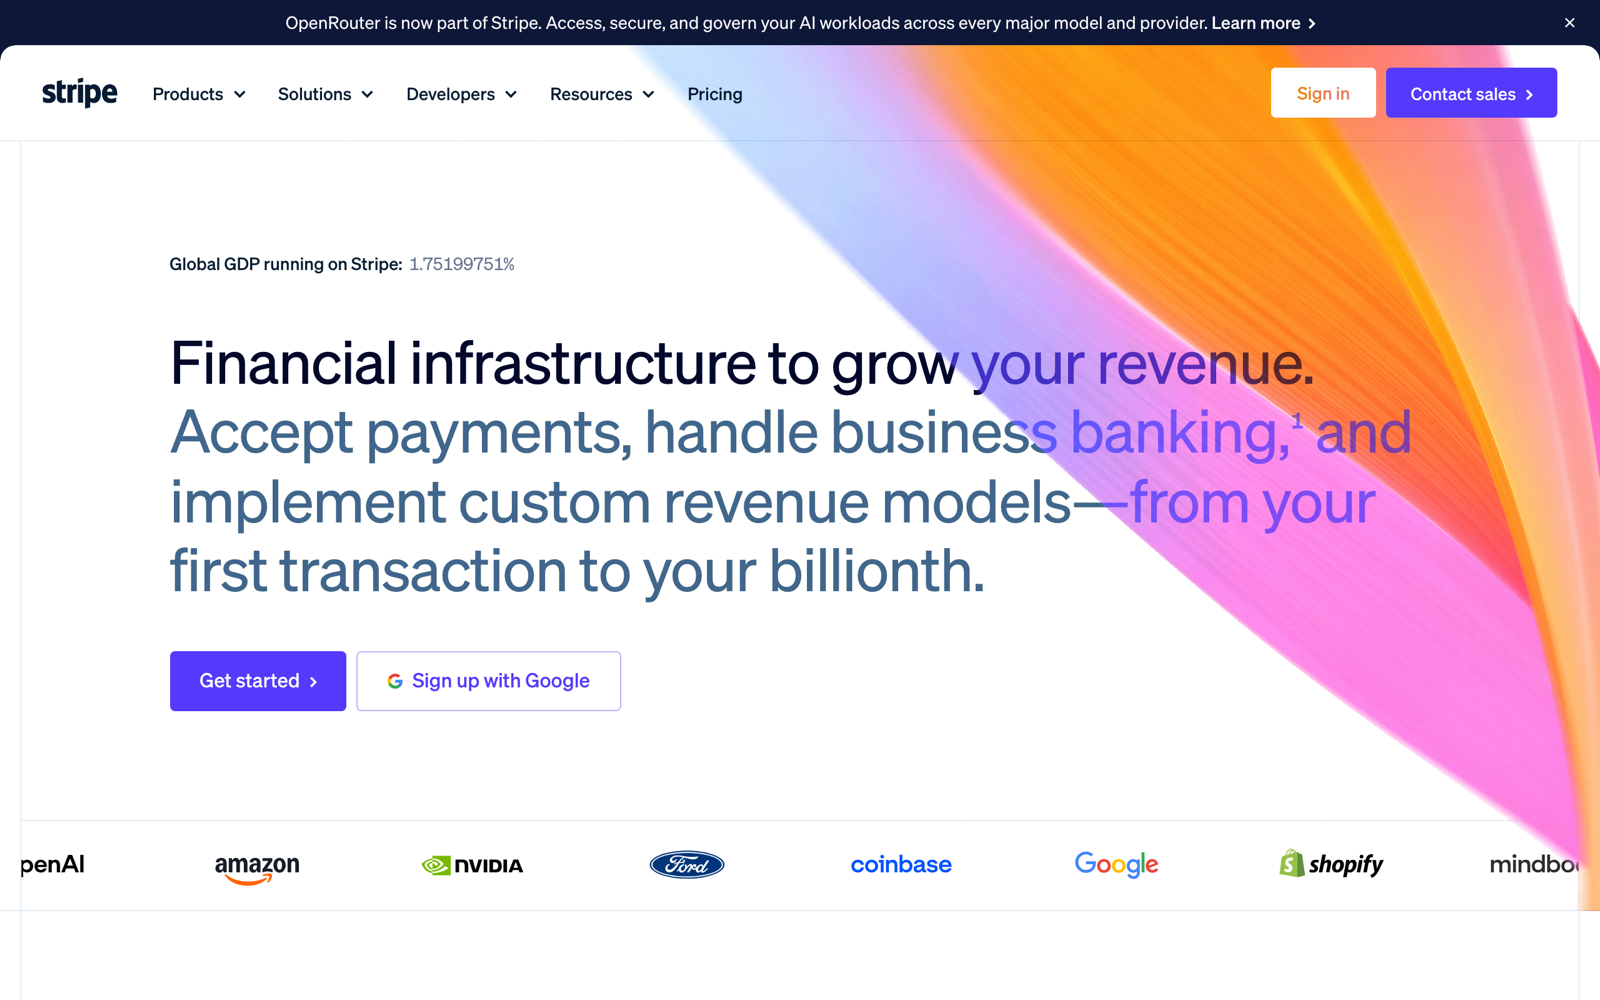 OpenRouter is now part of Stripe. Access, secure, and govern your AI workloads across every major model and provider. Learn more
stripe
Products
Solutions
Developers
Resources
Pricing
Sign in
Contact sales
Global GDP running on Stripe: 1.75199751%
Financial infrastructure to grow your revenue.
Accept payments, handle business banking,¹ and
implement custom revenue models—from your
first transaction to your billionth.
Get started
Sign up with Google
penAI
amazon
NVIDIA
Ford
coinbase
Google
shopify
mindbo